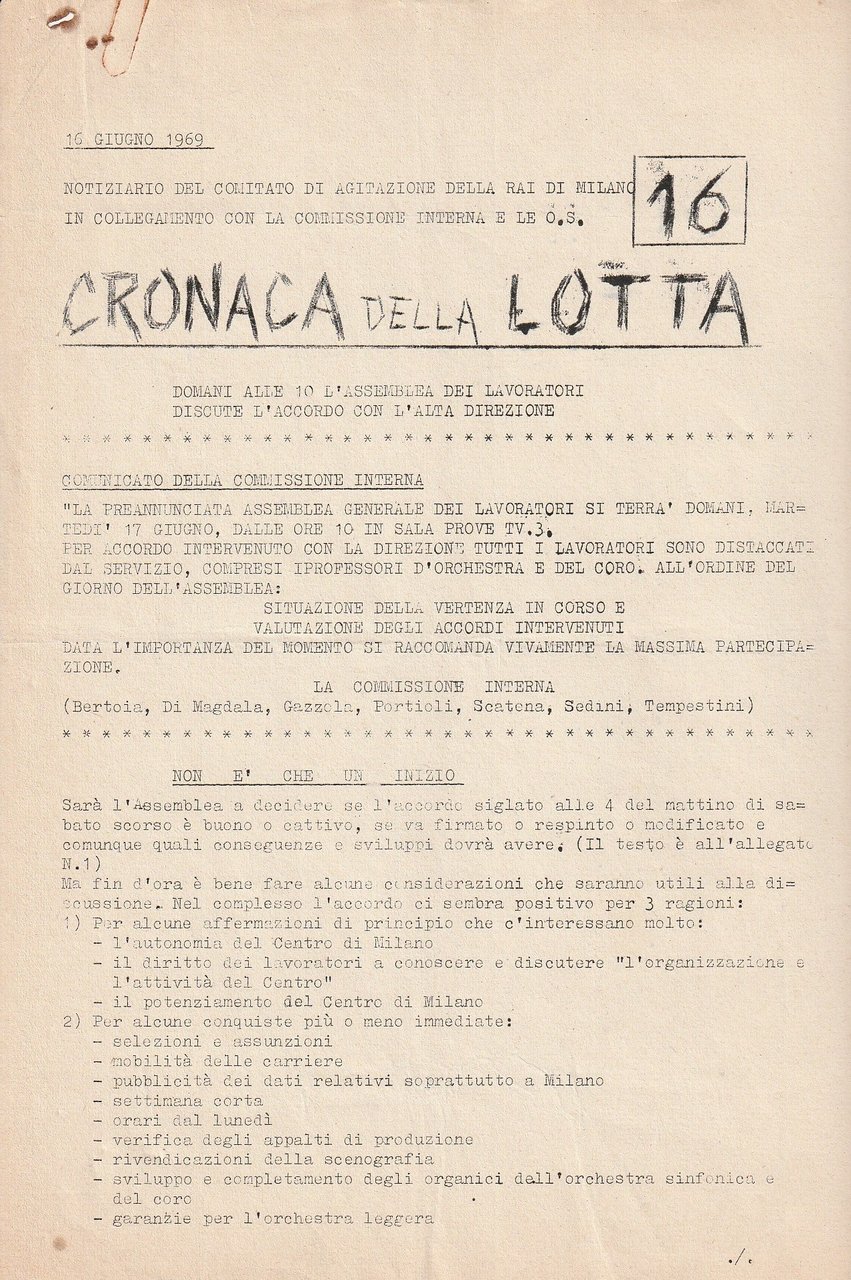 16 GIUGNO 1969
NOTIZIARIO DEL COMITATO DI AGITAZIONE DELLA RAI DI MILANO
IN COLLEGAMENTO CON LA COMMISSIONE INTERNA E LE O.S.
16
CRONACA DELLA LOTTA
DOMANI ALLE 10 L'ASSEMBLEA DEI LAVORATORI
DISCUTE L'ACCORDO CON L'ALTA DIREZIONE
* * * * * * * * * * * * * * * * * * * * * * * * * * * * * * * * * * * * * *
COMUNICATO DELLA COMMISSIONE INTERNA
"LA PREANNUNCIATA ASSEMBLEA GENERALE DEI LAVORATORI SI TERRA' DOMANI, MAR=
TEDI' 17 GIUGNO, DALLE ORE 10 IN SALA PROVE TV.3.
PER ACCORDO INTERVENUTO CON LA DIREZIONE TUTTI I LAVORATORI SONO DISTACCATI
DAL SERVIZIO, COMPRESI IPROFESSORI D'ORCHESTRA E DEL CORO. ALL'ORDINE DEL
GIORNO DELL'ASSEMBLEA:
SITUAZIONE DELLA VERTENZA IN CORSO E
VALUTAZIONE DEGLI ACCORDI INTERVENUTI
DATA L'IMPORTANZA DEL MOMENTO SI RACCOMANDA VIVAMENTE LA MASSIMA PARTECIPA=
ZIONE.
LA COMMISSIONE INTERNA
(Bertoia, Di Magdala, Gazzola, Portioli, Scatena, Sedini, Tempestini)
* * * * * * * * * * * * * * * * * * * * * * * * * * * * * * * * * * * * * *
NON E' CHE UN INIZIO
Sarà l'Assemblea a decidere se l'accordo siglato alle 4 del mattino di sa=
bato scorso è buono o cattivo, se va firmato o respinto o modificato e
comunque quali conseguenze e sviluppi dovrà avere. (Il testo è all'allegato
N.1)
Ma fin d'ora è bene fare alcune considerazioni che saranno utili alla di=
scussione. Nel complesso l'accordo ci sembra positivo per 3 ragioni:
1) Per alcune affermazioni di principio che c'interessano molto:
- l'autonomia del Centro di Milano
- il diritto dei lavoratori a conoscere e discutere "l'organizzazione e
l'attività del Centro"
- il potenziamento del Centro di Milano
2) Per alcune conquiste più o meno immediate:
- selezioni e assunzioni
- mobilità delle carriere
- pubblicità dei dati relativi soprattutto a Milano
- settimana corta
- orari dal lunedì
- verifica degli appalti di produzione
- rivendicazioni della scenografia
- sviluppo e completamento degli organici dell'orchestra sinfonica e
del coro
- garanzie per l'orchestra leggera
./.